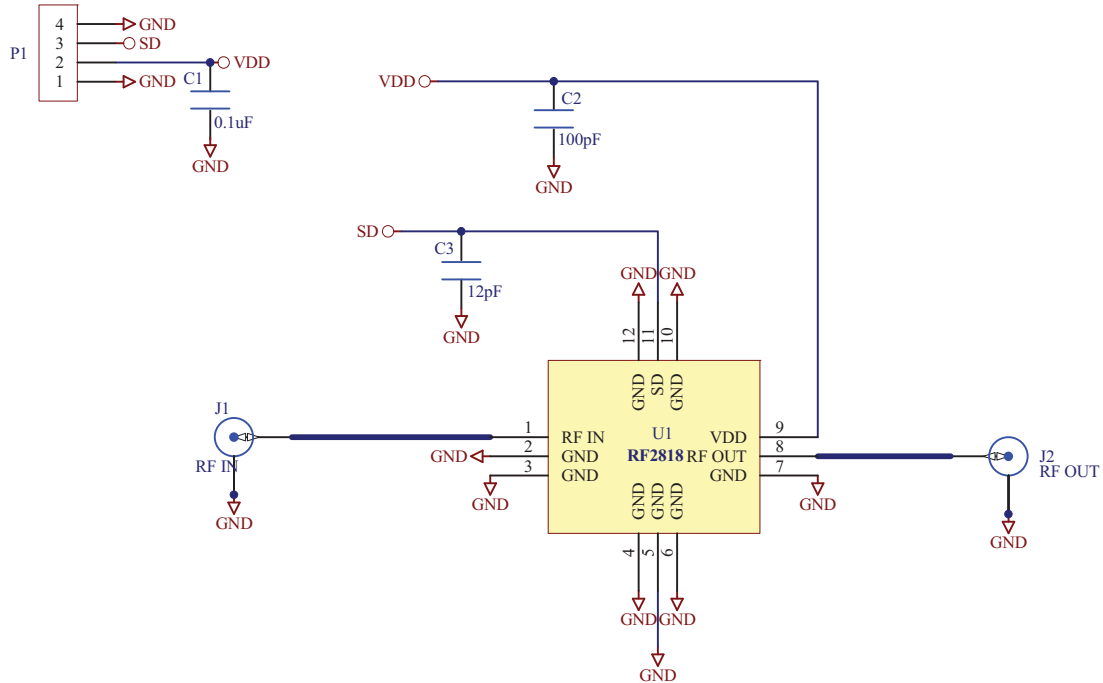 P1
4
GND
3
SD
2
VDD
1
GND
C1
0.1uF
GND
VDD
C2
100pF
GND
SD
C3
12pF
GND
GND
GND
12
11
10
GND
SD
GND
J1
RF IN
GND
1
RF IN
GND
2
GND
3
GND
GND
U1
RF2818
VDD
9
RF OUT
8
GND
7
GND
J2
RF OUT
GND
GND
GND
GND
4
5
6
GND
GND
GND